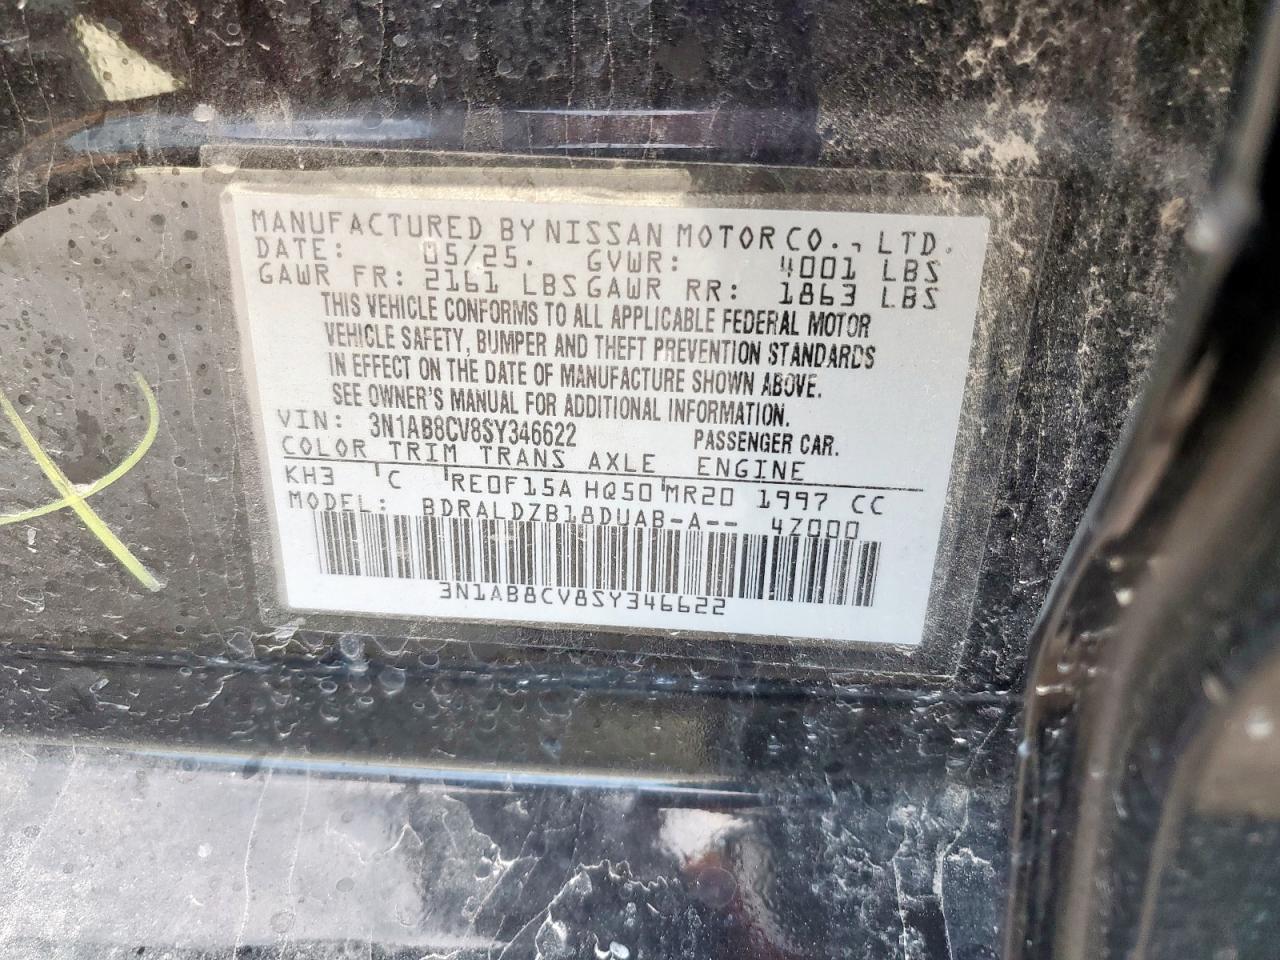 MANUFACTURED BY NISSAN MOTOR CO., LTD.
DATE: 05/25. GVWR: 4001 LBS
GAWR FR: 2161 LBS GAWR RR: 1863 LBS
THIS VEHICLE CONFORMS TO ALL APPLICABLE FEDERAL MOTOR
VEHICLE SAFETY, BUMPER AND THEFT PREVENTION STANDARDS
IN EFFECT ON THE DATE OF MANUFACTURE SHOWN ABOVE.
SEE OWNER'S MANUAL FOR ADDITIONAL INFORMATION.
VIN: 3N1AB8CV8SY346622 PASSENGER CAR.
COLOR TRIM TRANS AXLE ENGINE
KH3 C RE0F15A HQ50 MR20 1997 CC
MODEL: BDRALDZB18DUAB-A-- 4Z000
3N1AB8CV8SY346622